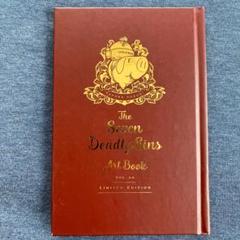 The
Seven
Deadly Sins
Art Book
Limited Edition